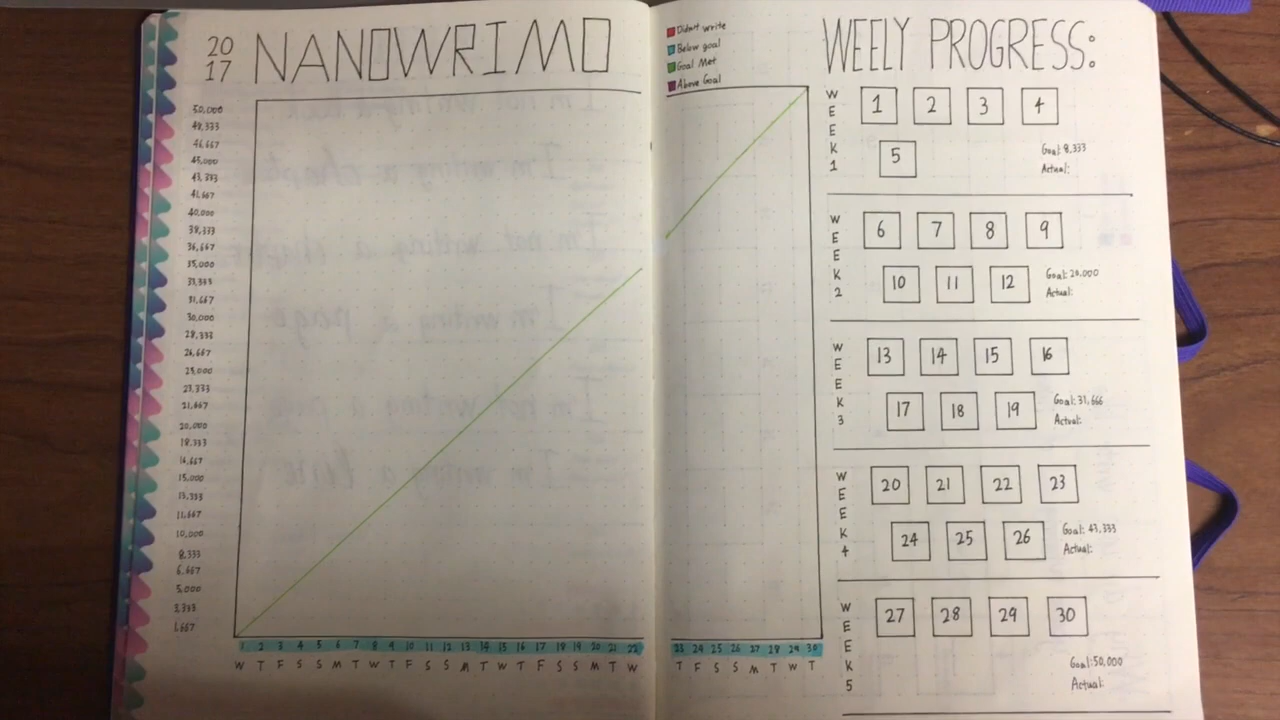 20
17
NANOWRIMO
50,000
48,333
46,667
45,000
43,333
41,667
40,000
38,333
36,667
35,000
33,333
31,667
30,000
28,333
26,667
25,000
23,333
21,667
20,000
18,333
16,667
15,000
13,333
11,667
10,000
8,333
6,667
5,000
3,333
1,667
1 2 3 4 5 6 7 8 9 10 11 12 13 14 15 16 17 18 19 20 21 22
W T F S S M T W T F S S M T W T F S S M T W
Didn't write
Below goal
Goal Met
Above Goal
23 24 25 26 27 28 29 30
T F S S M T W T
WEELY PROGRESS:
WEEK 1
1 2 3 4
5
Goal: 8,333
Actual:
WEEK 2
6 7 8 9
10 11 12
Goal: 20,000
Actual:
WEEK 3
13 14 15 16
17 18 19
Goal: 31,666
Actual:
WEEK 4
20 21 22 23
24 25 26
Goal: 43,333
Actual:
WEEK 5
27 28 29 30
Goal: 50,000
Actual: